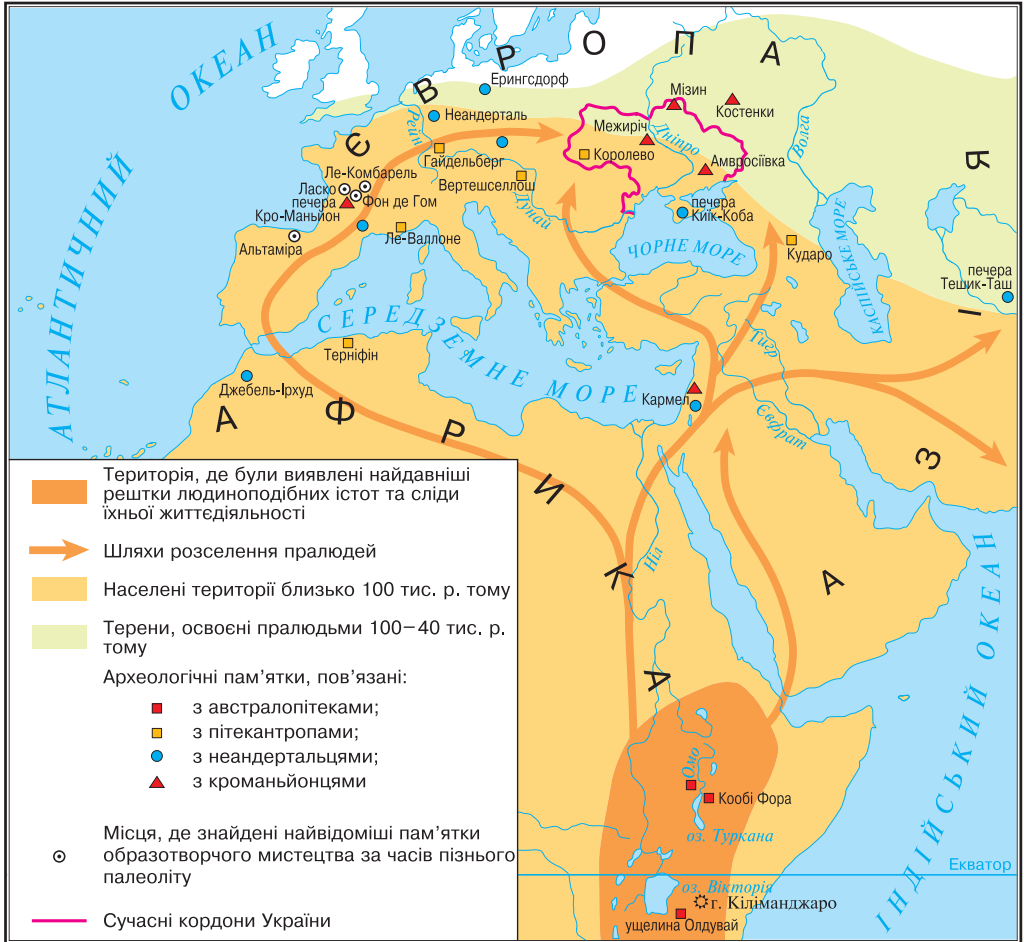 АТЛАНТИЧНИЙ ОКЕАН
ЄВРОПА
І
АЗІЯ
АФРИКА
Ерингсдорф
Неандерталь
Рейн
Гайдельберг
Вертешселлош
Дунай
Мізин
Костенки
Межиріч
Дніпро
Королево
Амвросіївка
Волга
Ле-Комбарель
Ласко
печера
Фон де Гом
Кро-Маньйон
Альтаміра
Ле-Валлоне
печера
Киїк-Коба
ЧОРНЕ МОРЕ
Кударо
КАСПІЙСЬКЕ МОРЕ
печера
Тешик-Таш
СЕРЕДЗЕМНЕ МОРЕ
Терніфін
Джебель-Ірхуд
Тигр
Кармел
Євфрат
Ніл
Омо
Кообі Фора
оз. Туркана
Екватор
оз. Вікторія
г. Кіліманджаро
ущелина Олдувай
ІНДІЙСЬКИЙ ОКЕАН
Територія, де були виявлені найдавніші
рештки людиноподібних істот та сліди
їхньої життєдіяльності
Шляхи розселення пралюдей
Населені території близько 100 тис. р. тому
Терени, освоєні пралюдьми 100–40 тис. р.
тому
Археологічні пам'ятки, пов'язані:
з австралопітеками;
з пітекантропами;
з неандертальцями;
з кроманьйонцями
Місця, де знайдені найвідоміші пам'ятки
образотворчого мистецтва за часів пізнього
палеоліту
Сучасні кордони України